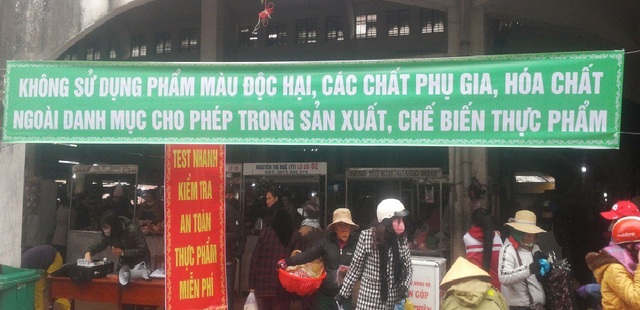 KHÔNG SỬ DỤNG PHẨM MÀU ĐỘC HẠI, CÁC CHẤT PHỤ GIA, HÓA CHẤT
NGOÀI DANH MỤC CHO PHÉP TRONG SẢN XUẤT, CHẾ BIẾN THỰC PHẨM
TEST NHANH
KIỂM TRA
AN TOÀN
THỰC PHẨM
MIỄN PHÍ